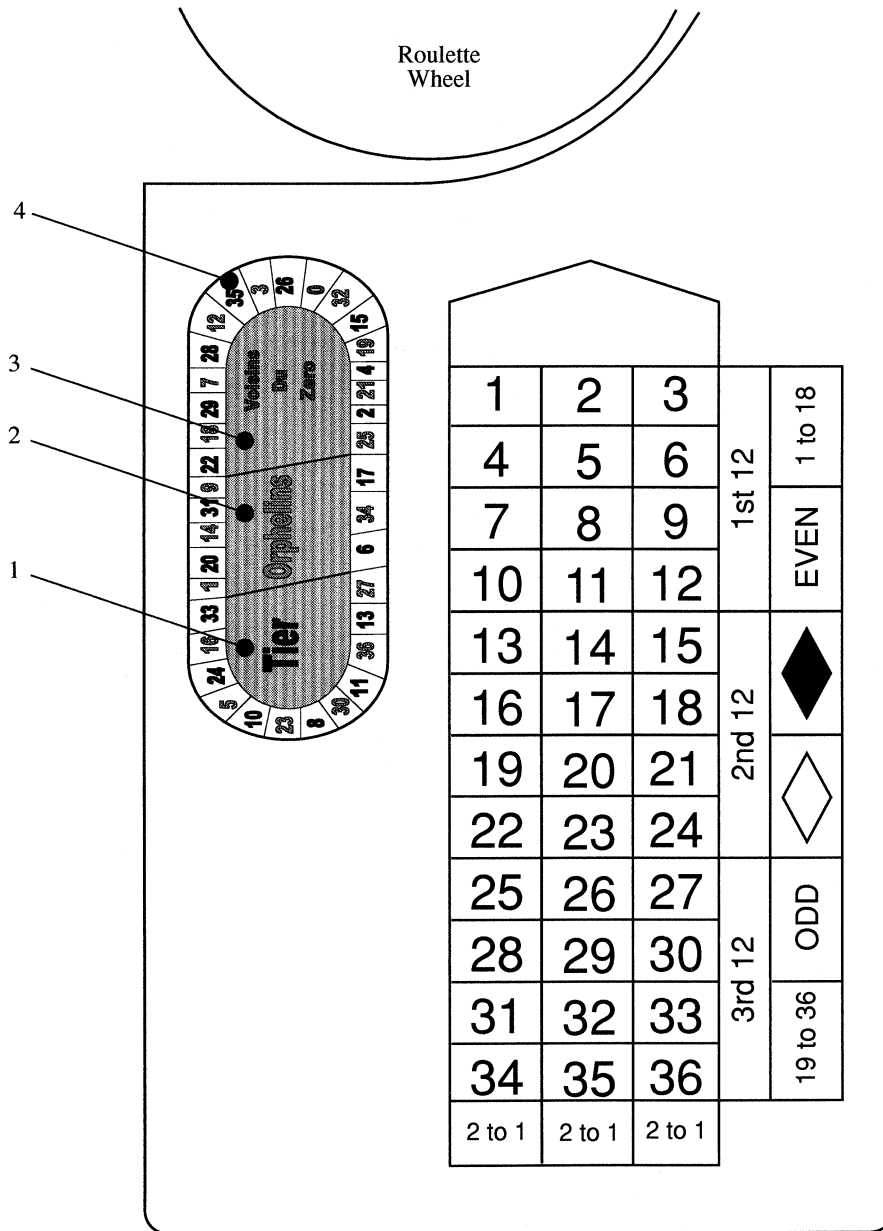 Roulette
Wheel
4
3
2
1
26
0
32
15
19
4
21
2
25
17
34
6
27
13
36
11
30
8
23
10
5
24
16
33
1
20
14
31
9
22
18
29
7
28
12
35
3
Voisins
Du
Zero
Orphelins
Tier
1 2 3
4 5 6
7 8 9
10 11 12
13 14 15
16 17 18
19 20 21
22 23 24
25 26 27
28 29 30
31 32 33
34 35 36
2 to 1 2 to 1 2 to 1
1st 12
2nd 12
3rd 12
1 to 18
EVEN
ODD
19 to 36